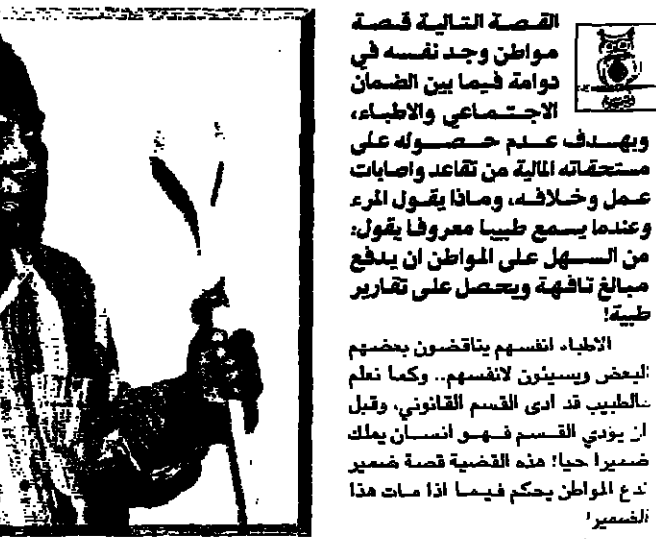 القصة التالية قصة
مواطن وجد نفسه في
دوامة فيما بين الضمان
الاجتماعي والاطباء،
وبهدف عدم حصوله على
مستحقاته المالية من تقاعد واصابات
عمل وخلافه، وماذا يقول المرء
وعندما يسمع طبيبا معروفا يقول:
من السهل على المواطن ان يدفع
مبالغ تافهة ويحصل على تقارير
طبية!
الاطباء انفسهم يناقضون بعضهم
البعض ويسيئون لانفسهم.. وكما نعلم
فالطبيب قد ادى القسم القانوني، وقبل
ان يؤدي القسم فهو انسان يملك
ضميرا حيا! هذه القضية قصة ضمير
ندع المواطن يحكم فيما اذا مات هذا
الضمير!